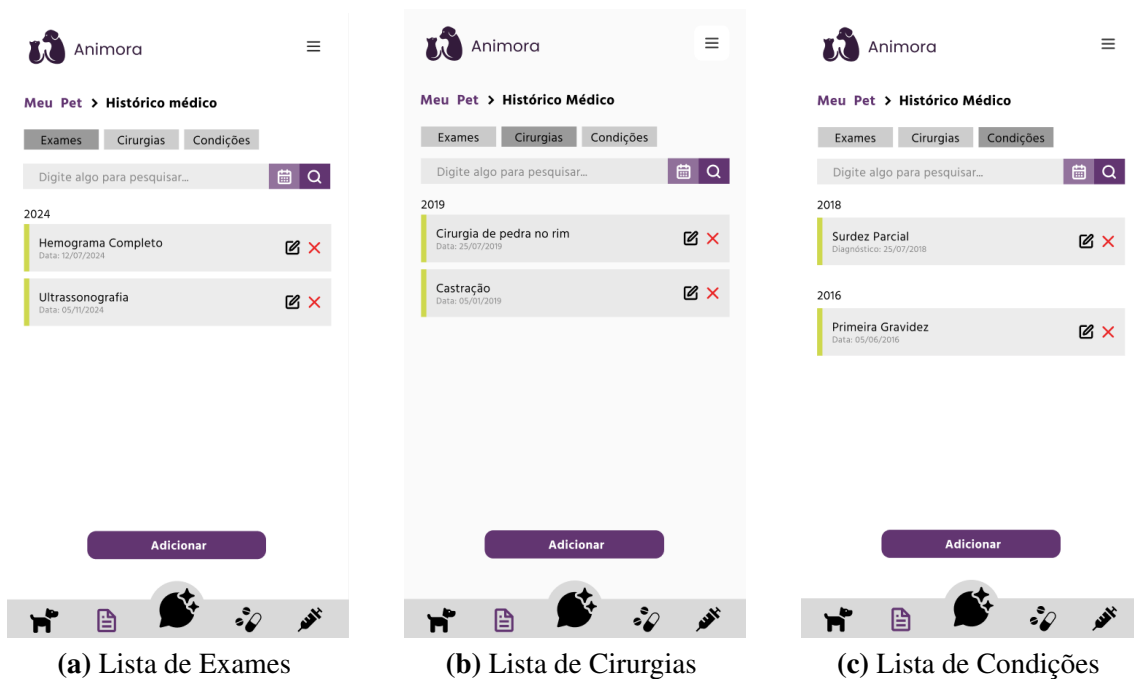 Animora
Meu Pet > Histórico médico
Exames Cirurgias Condições
Digite algo para pesquisar...
2024
Hemograma Completo
Data: 12/07/2024
Ultrassonografia
Data: 05/11/2024
Adicionar
(a) Lista de Exames
Animora
Meu Pet > Histórico Médico
Exames Cirurgias Condições
Digite algo para pesquisar...
2019
Cirurgia de pedra no rim
Data: 25/07/2019
Castração
Data: 05/01/2019
Adicionar
(b) Lista de Cirurgias
Animora
Meu Pet > Histórico Médico
Exames Cirurgias Condições
Digite algo para pesquisar...
2018
Surdez Parcial
Diagnóstico: 25/07/2018
2016
Primeira Gravidez
Data: 05/06/2016
Adicionar
(c) Lista de Condições